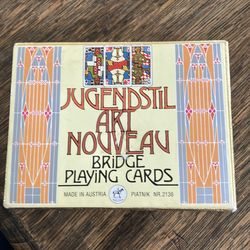 JUGENDSTIL
ART
NOUVEAU
BRIDGE
PLAYING CARDS
MADE IN AUSTRIA PIATNIK NR. 2136